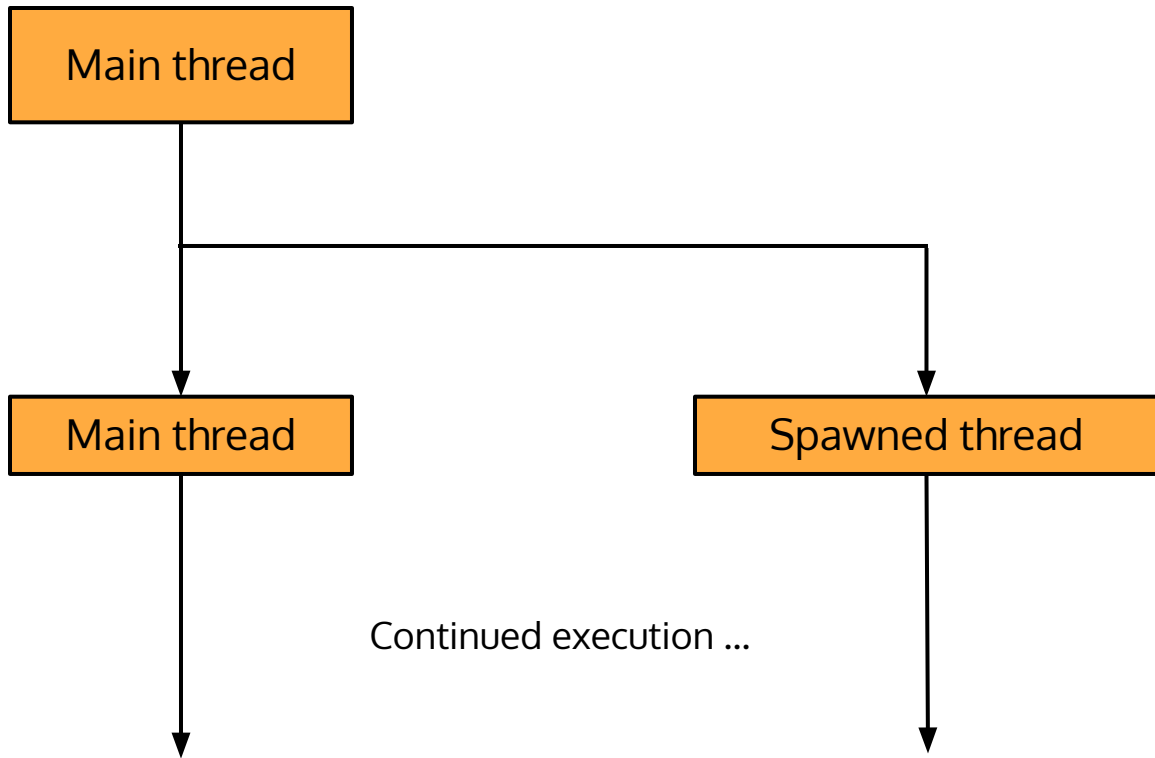 Main thread
Main thread
Spawned thread
Continued execution ...